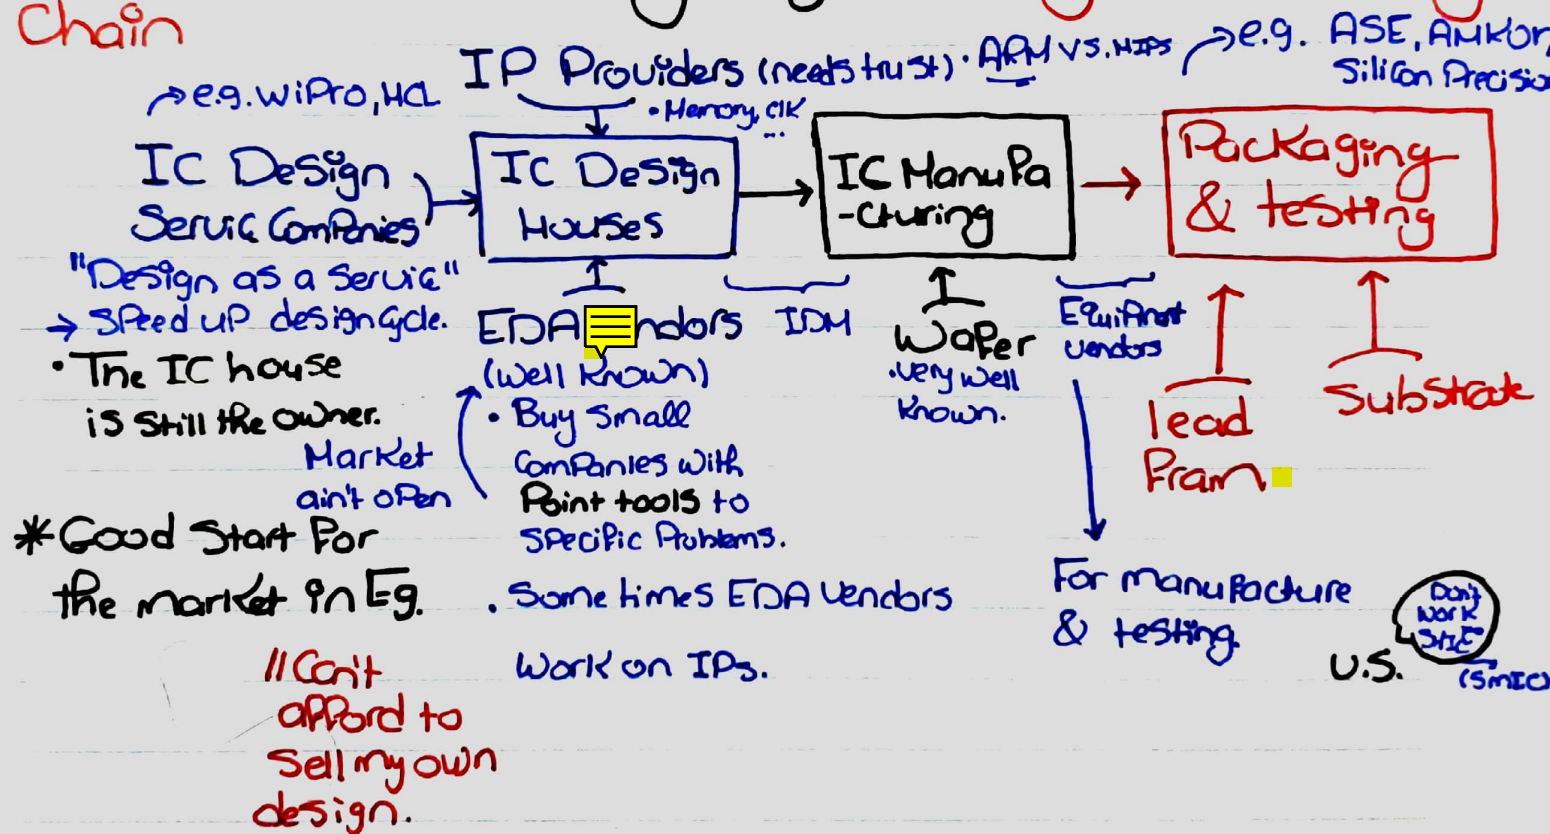 Chain
IP Providers (needs trust) • ARM VS. MIPS
e.g. ASE, AMKor,
Silicon Precision
e.g. WiPro, HCL
• Memory, clk
...
IC Design
Service Companies
IC Design
Houses
IC Manufa
-cturing
Packaging
& testing
"Design as a service"
→ speed up design cycle.
EDA ndors
IDM
Wafer
Equipment
vendors
• The IC house
is still the owner.
(well known)
• very well
known.
lead
Fram
Substrate
• Buy small
companies with
Point tools to
specific Problems.
Market
ain't open
* Good Start For
the market in Eg.
• Sometimes EDA vendors
Work on IPs.
For manufacture
& testing
Don't
work
U.S.
(SMIC)
//Can't
afford to
sell my own
design.